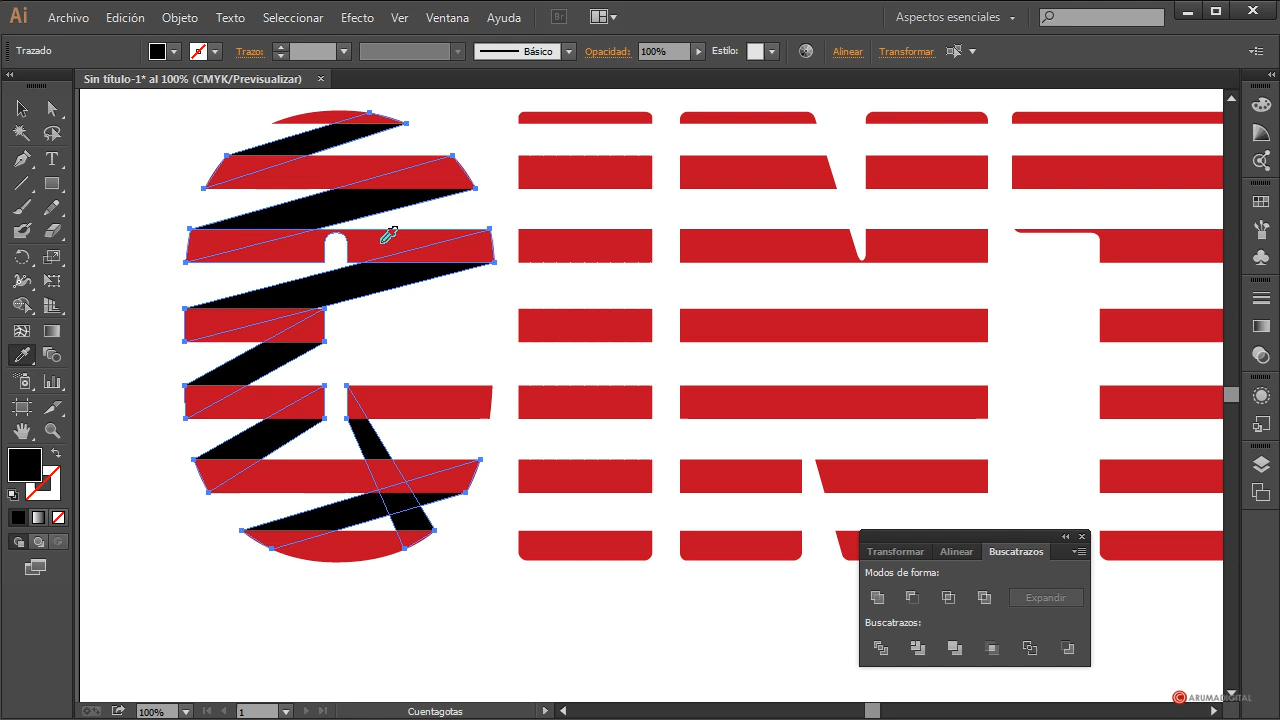 Ai Archivo Edición Objeto Texto Seleccionar Efecto Ver Ventana Ayuda Br Aspectos esenciales
Trazado Trazo: Básico Opacidad: 100% Estilo: Alinear Transformar
Sin título-1* al 100% (CMYK/Previsualizar)
Transformar Alinear Buscatrazos
Modos de forma:
Expandir
Buscatrazos:
ARUMADIGITAL
100% 1 Cuentagotas